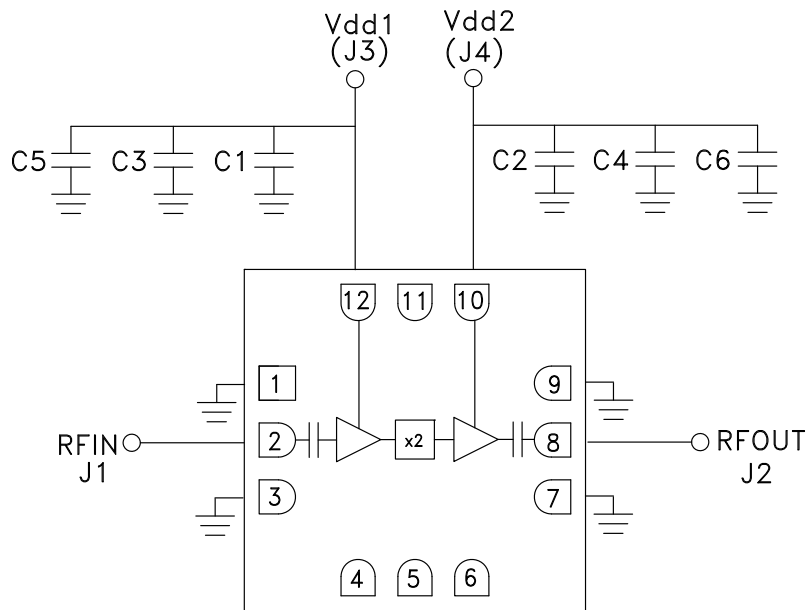 Vdd1 Vdd2
(J3) (J4)
C5 C3 C1 C2 C4 C6
12 11 10
1 9
RFIN 2 x2 8 RFOUT
J1 J2
3 7
4 5 6